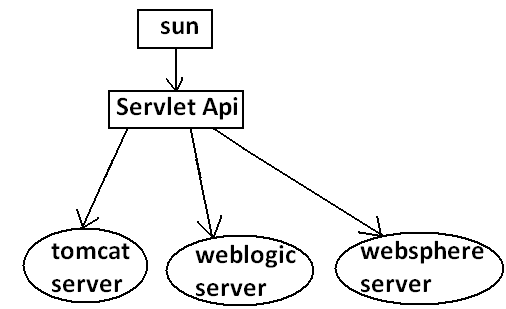 sun
Servlet Api
tomcat
server
weblogic
server
websphere
server